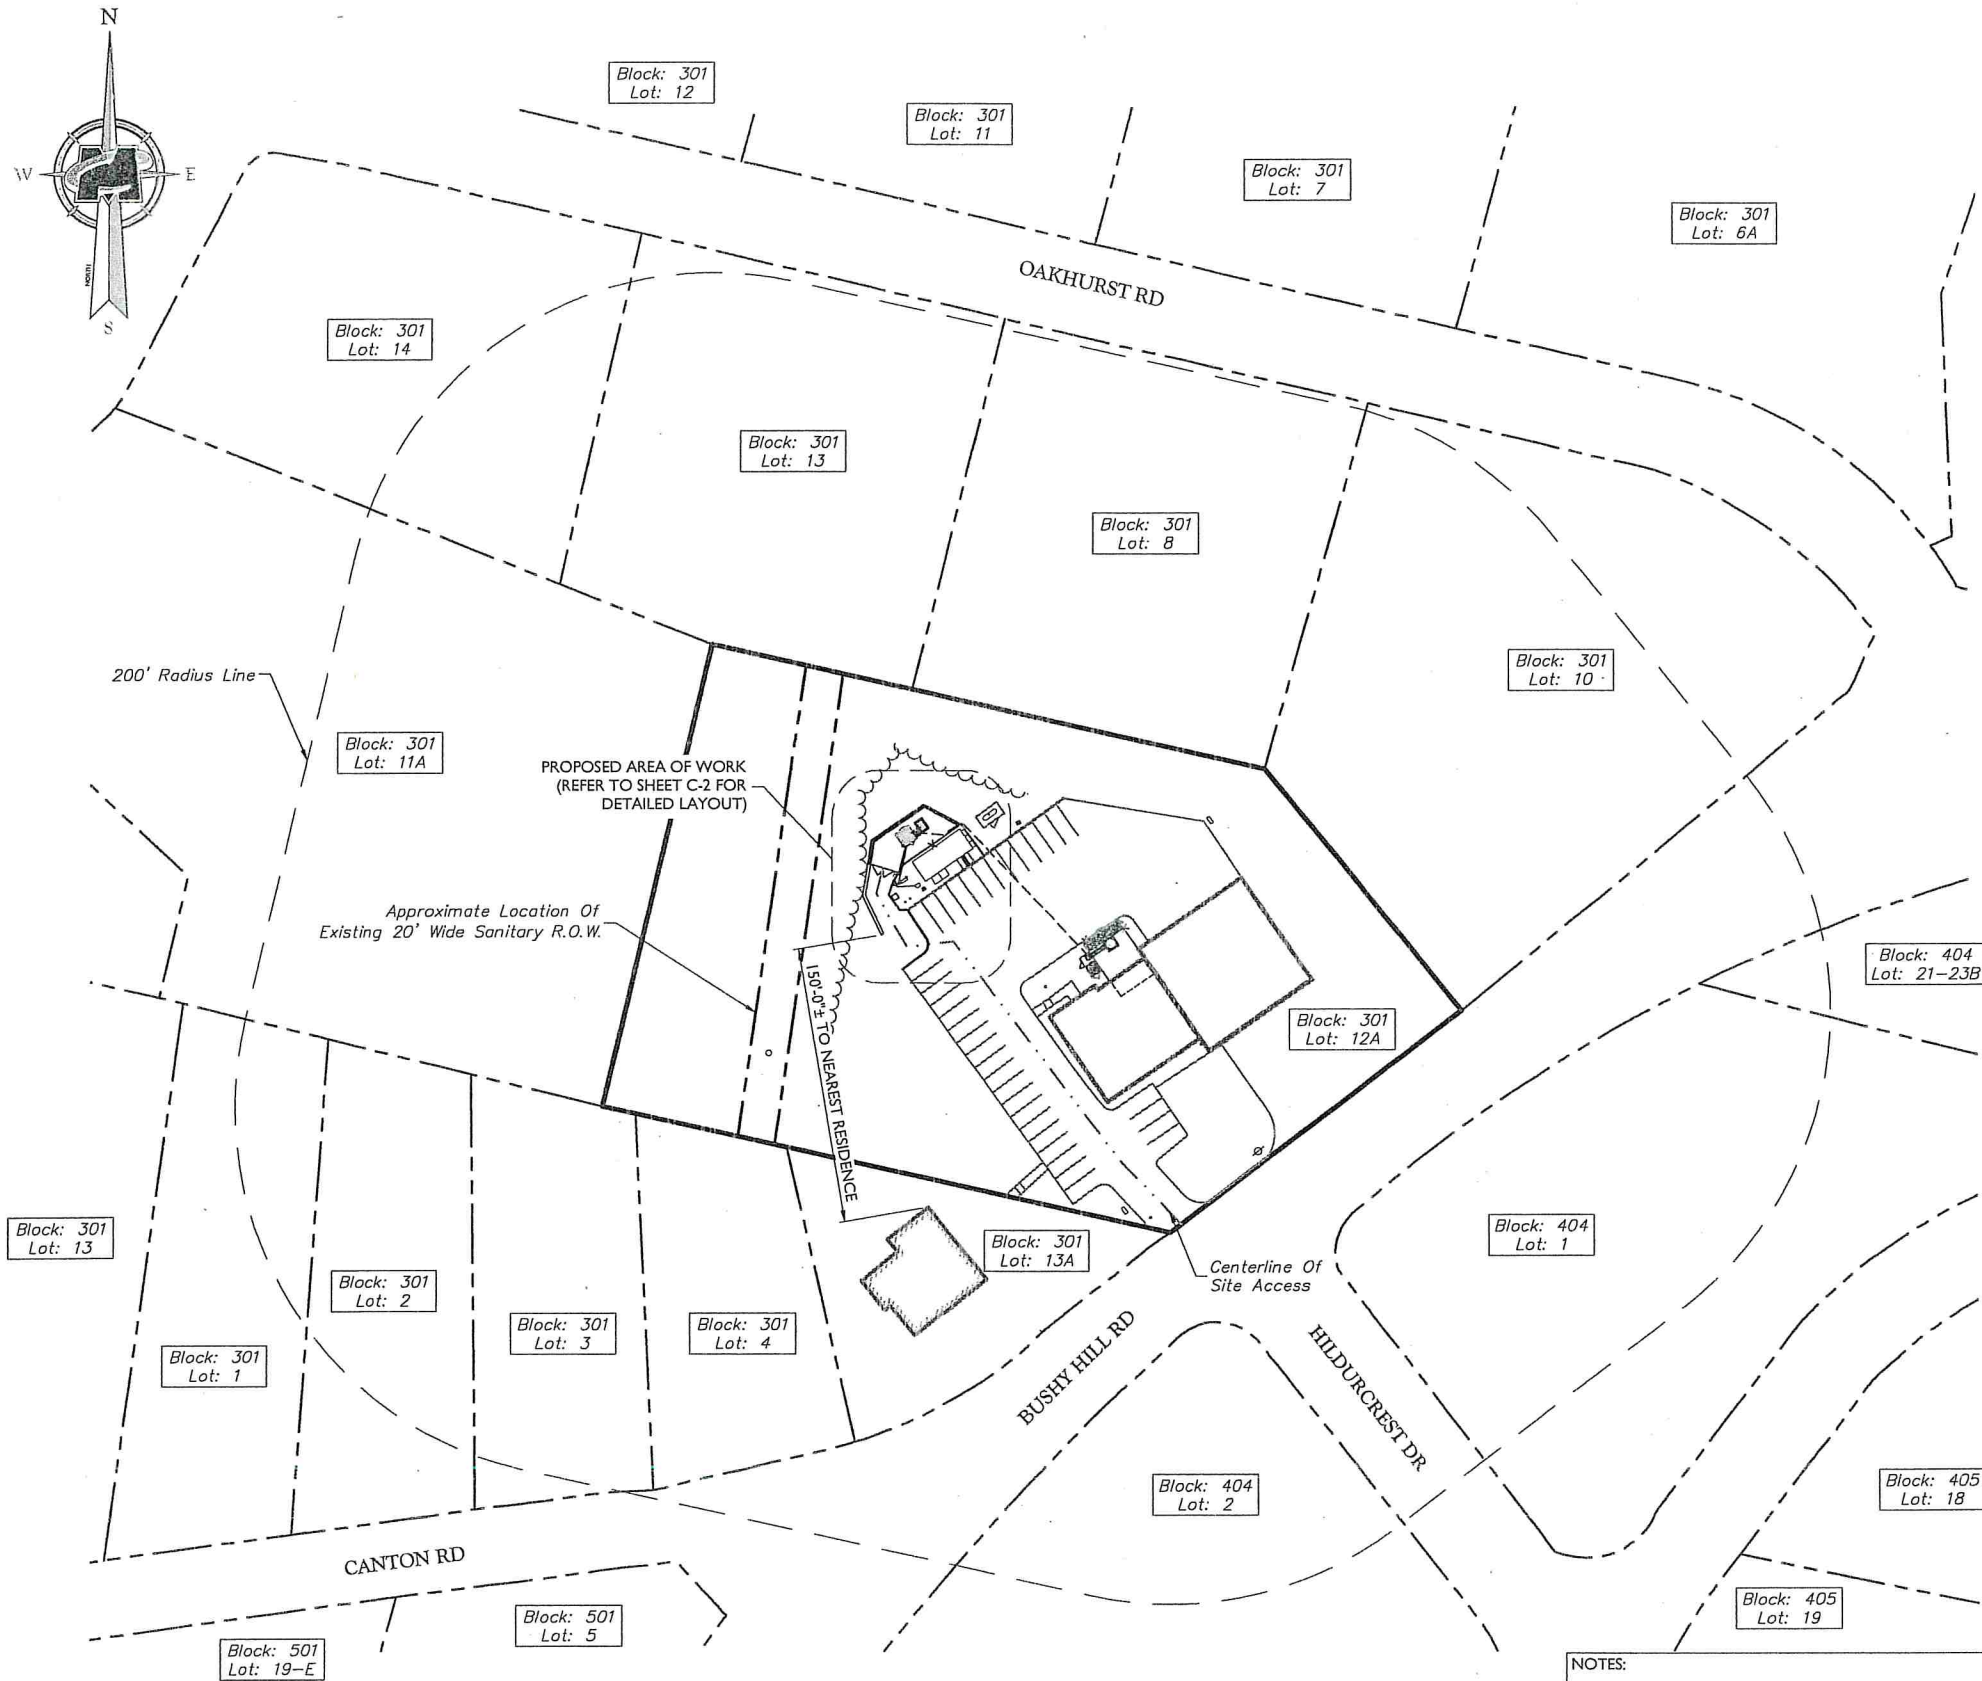 N
W
E
S
NORTH
Block: 301
Lot: 12
Block: 301
Lot: 11
Block: 301
Lot: 7
Block: 301
Lot: 6A
OAKHURST RD
Block: 301
Lot: 14
Block: 301
Lot: 13
Block: 301
Lot: 8
Block: 301
Lot: 10
200' Radius Line
Block: 301
Lot: 11A
PROPOSED AREA OF WORK
(REFER TO SHEET C-2 FOR
DETAILED LAYOUT)
Approximate Location Of
Existing 20' Wide Sanitary R.O.W.
150'-0"± TO NEAREST RESIDENCE
Block: 404
Lot: 21-23B
Block: 301
Lot: 12A
Block: 301
Lot: 13
Block: 301
Lot: 13A
Block: 404
Lot: 1
Centerline Of
Site Access
Block: 301
Lot: 2
Block: 301
Lot: 3
Block: 301
Lot: 4
Block: 301
Lot: 1
BUSHY HILL RD
HILDURCREST DR
Block: 404
Lot: 2
Block: 405
Lot: 18
CANTON RD
Block: 501
Lot: 5
Block: 405
Lot: 19
Block: 501
Lot: 19-E
NOTES: